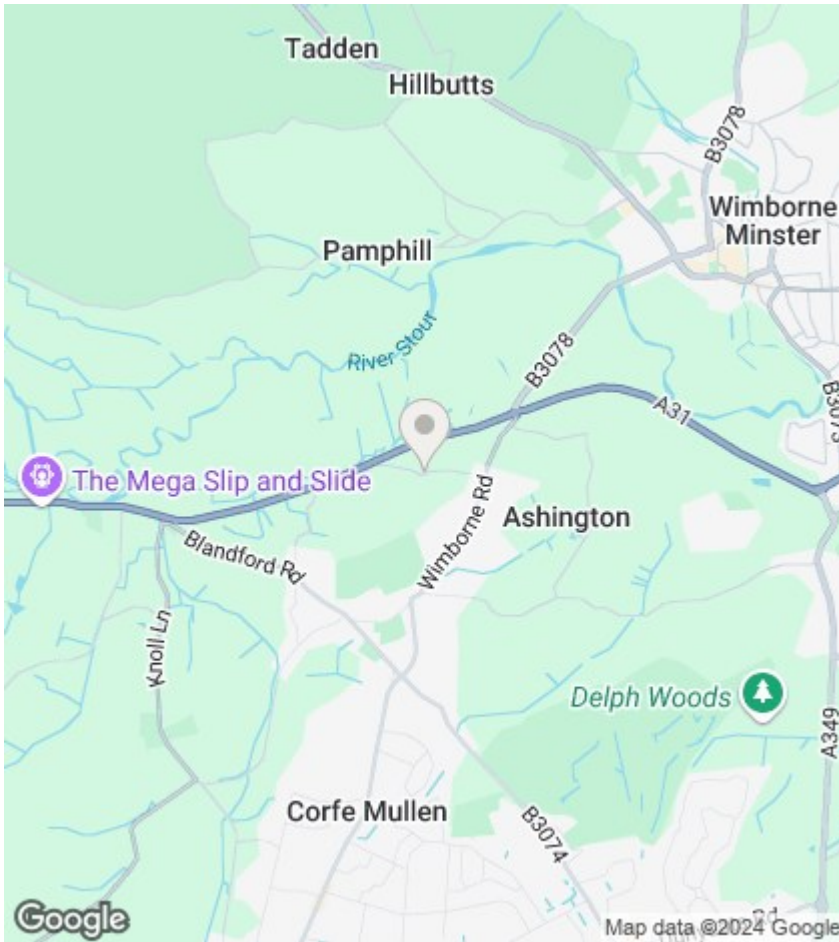 Tadden
Hillbutts
B3078
Wimborne
Minster
Pamphill
River Stour
B3078
A31
B3073
The Mega Slip and Slide
Wimborne Rd
Ashington
Blandford Rd
Knoll Ln
Delph Woods
A349
Corfe Mullen
B3074
Google
Map data ©2024 Google